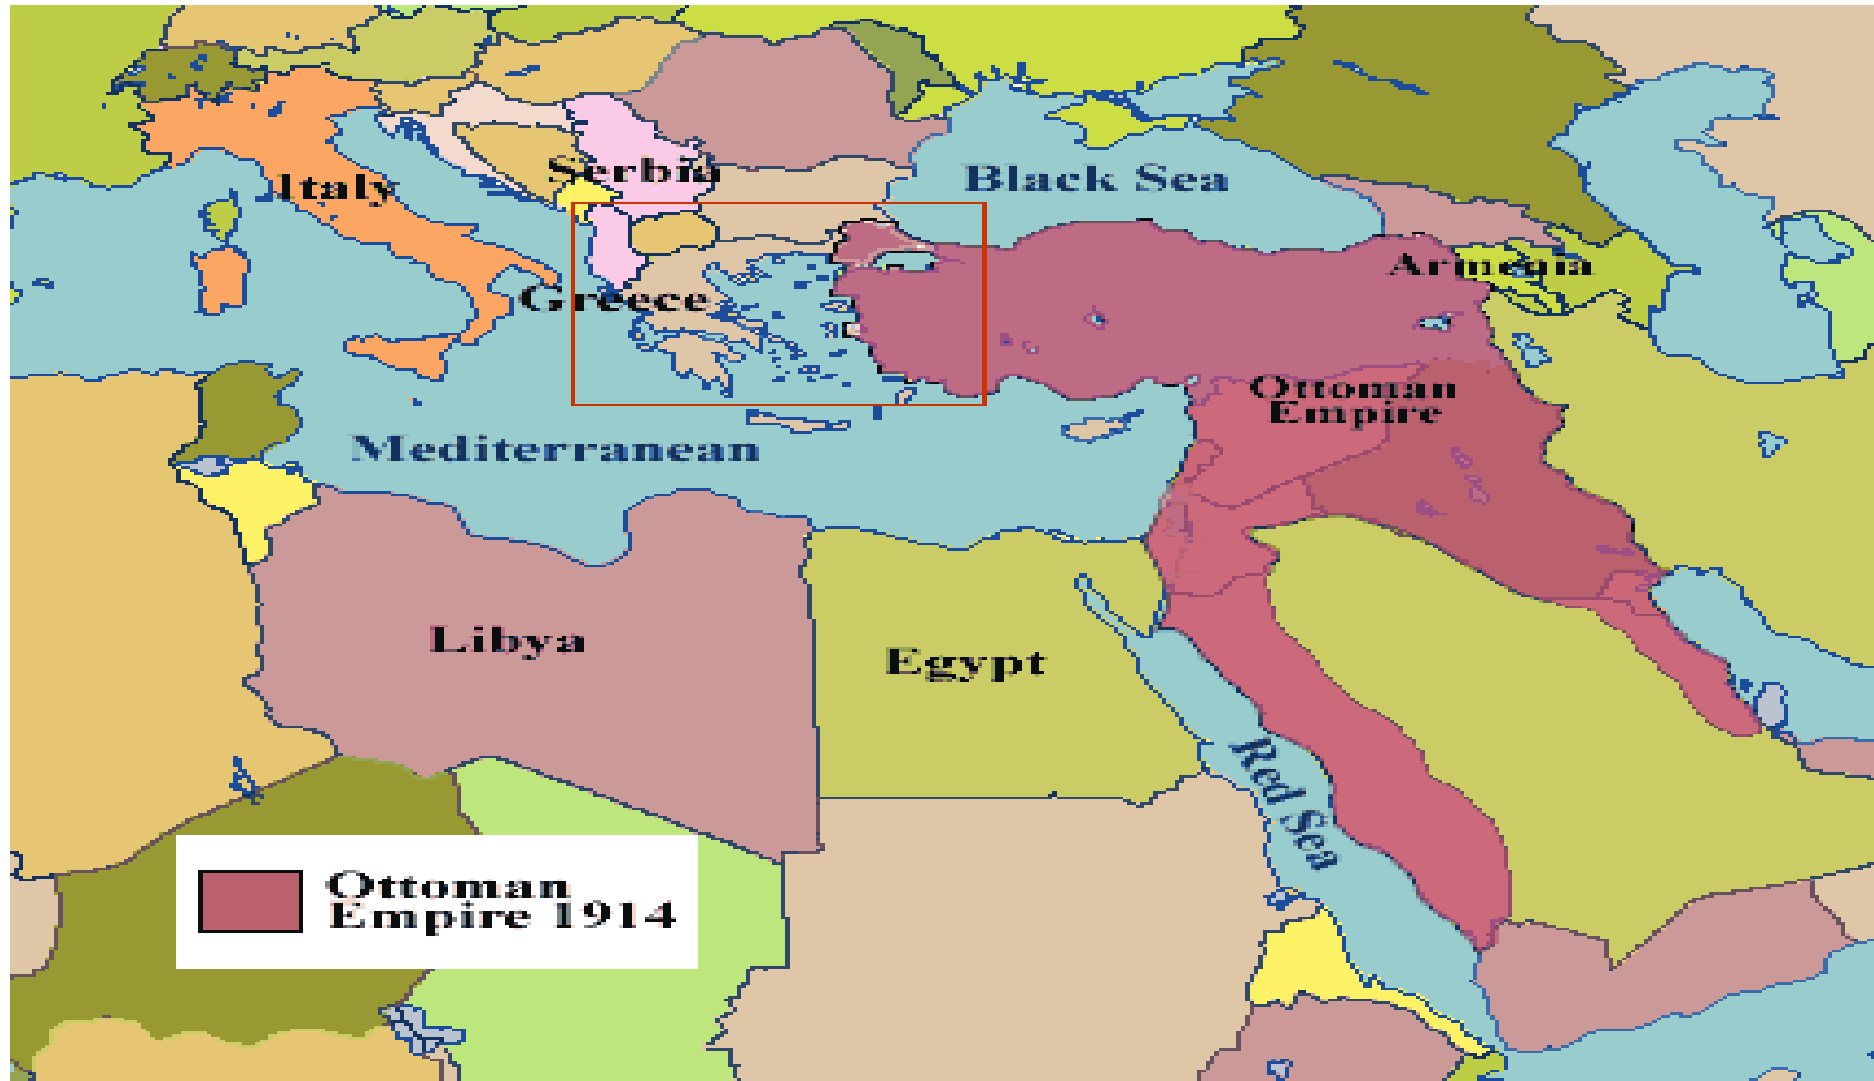 Serbia
Italy
Black Sea
Armenia
Greece
Ottoman
Empire
Mediterranean
Libya
Egypt
Red Sea
Ottoman
Empire 1914